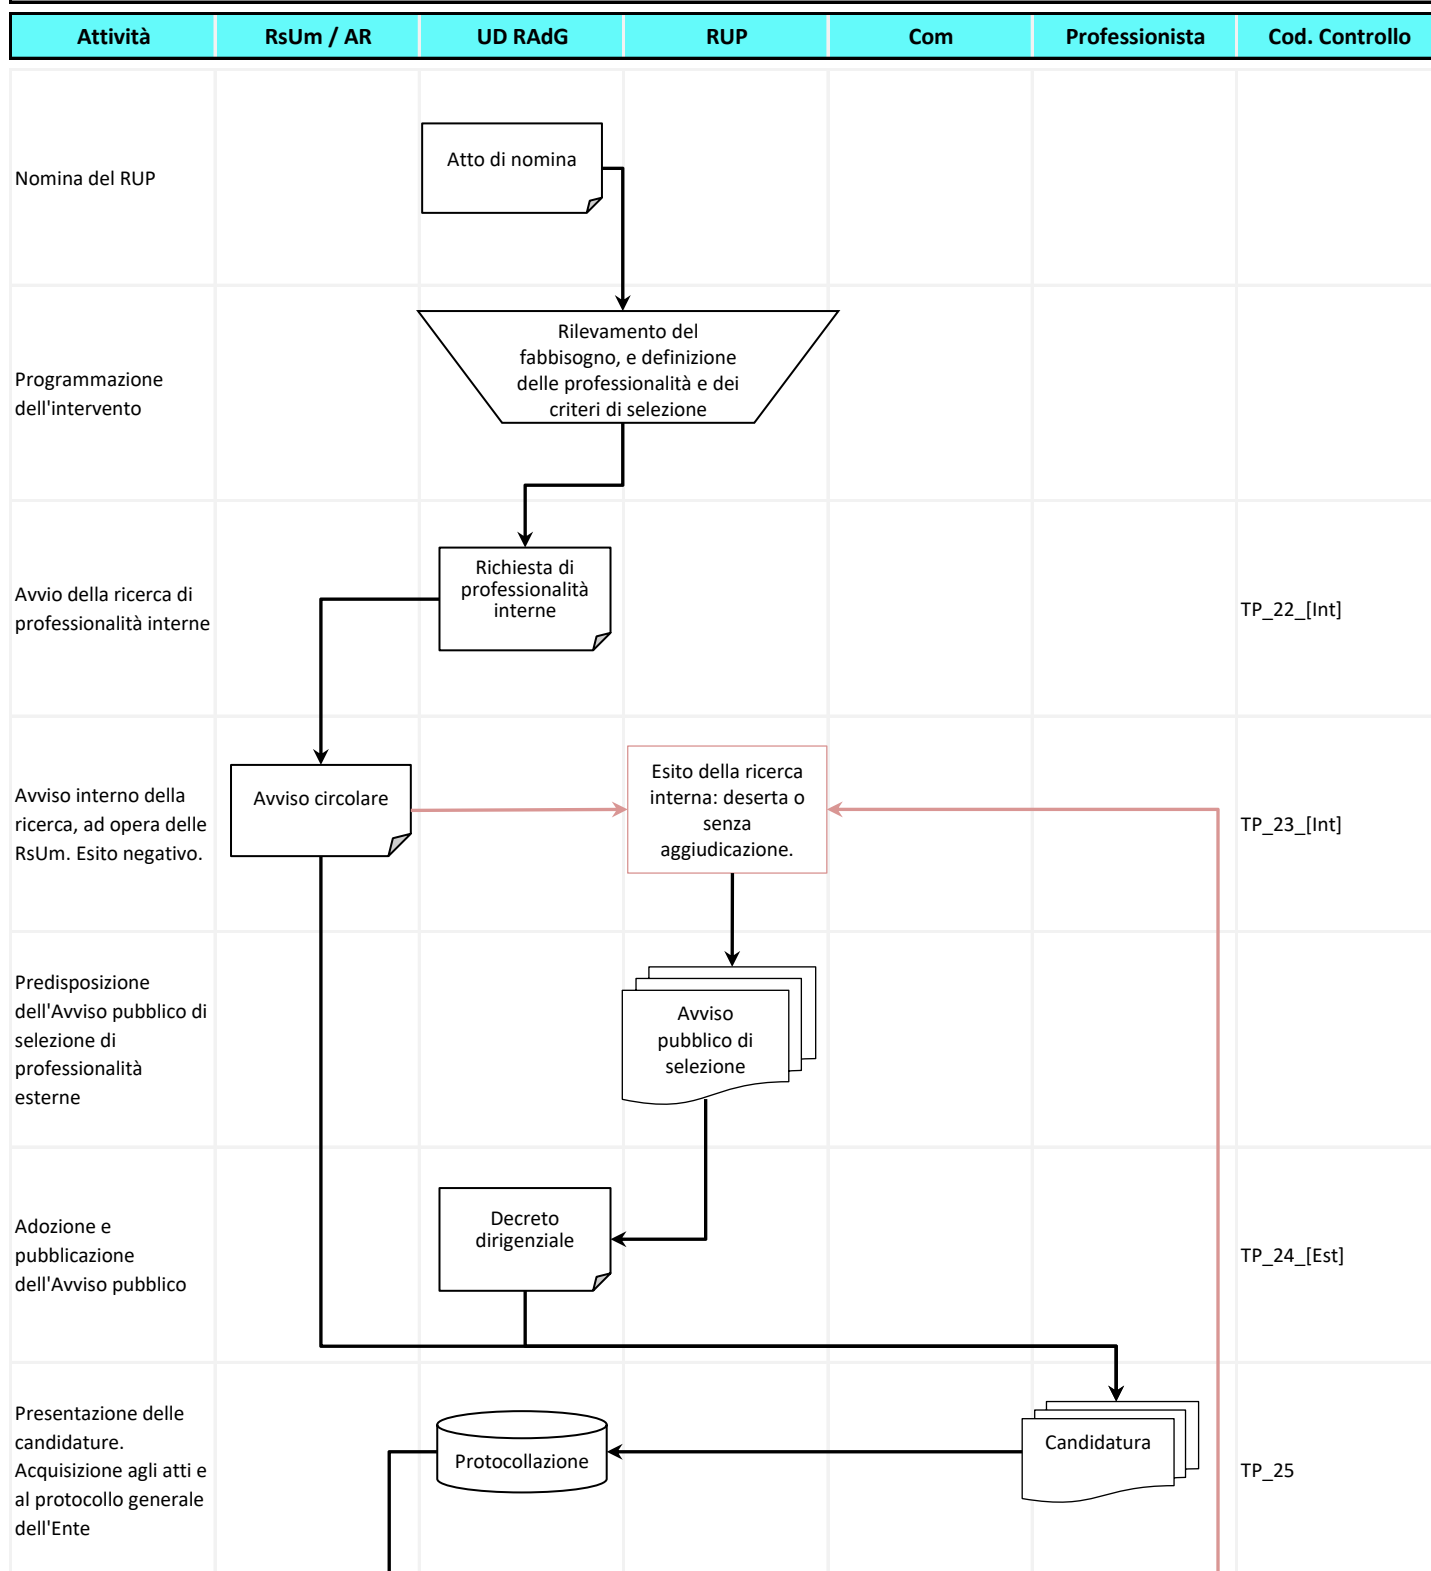 Attività RsUm / AR UD RAdG RUP Com Professionista Cod. Controllo
Nomina del RUP
Atto di nomina
Programmazione
dell'intervento
Rilevamento del
fabbisogno, e definizione
delle professionalità e dei
criteri di selezione
Avvio della ricerca di
professionalità interne
Richiesta di
professionalità
interne
TP_22_[Int]
Avviso interno della
ricerca, ad opera delle
RsUm. Esito negativo.
Avviso circolare
Esito della ricerca
interna: deserta o
senza
aggiudicazione.
TP_23_[Int]
Predisposizione
dell'Avviso pubblico di
selezione di
professionalità
esterne
Avviso
pubblico di
selezione
Adozione e
pubblicazione
dell'Avviso pubblico
Decreto
dirigenziale
TP_24_[Est]
Presentazione delle
candidature.
Acquisizione agli atti e
al protocollo generale
dell'Ente
Protocollazione
Candidatura
TP_25